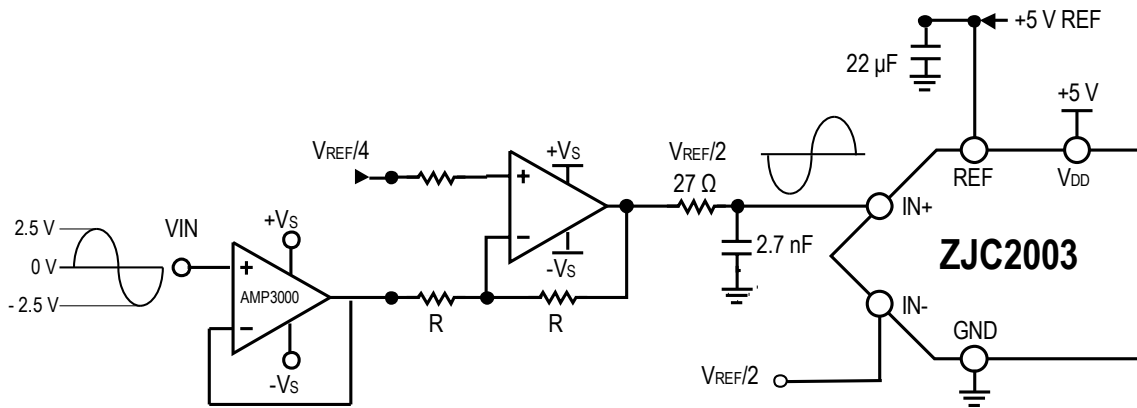 +5 V REF
22 µF
+5 V
VREF/4
+VS
VREF/2
27 Ω
REF
VDD
+
IN+
2.5 V
VIN
+VS
−
-VS
2.7 nF
ZJC2003
0 V
+
AMP3000
- 2.5 V
−
R
R
IN-
GND
-VS
VREF/2